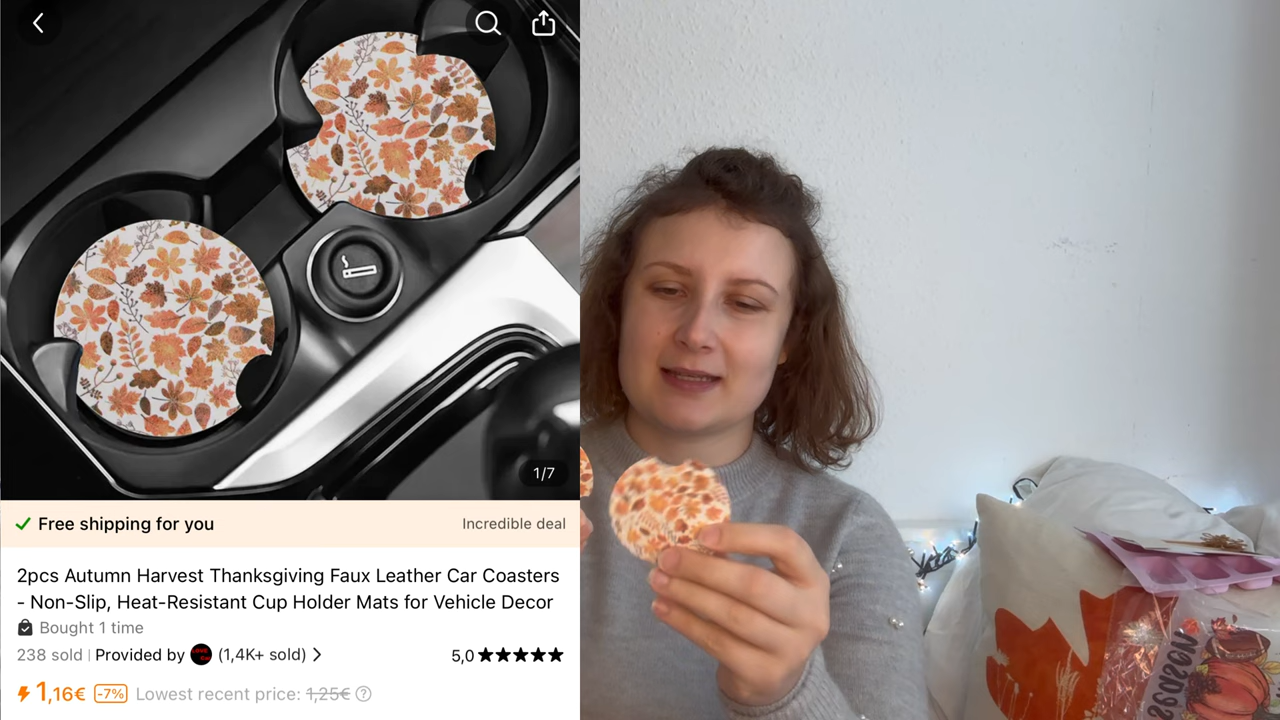 1/7
Free shipping for you
Incredible deal
2pcs Autumn Harvest Thanksgiving Faux Leather Car Coasters
- Non-Slip, Heat-Resistant Cup Holder Mats for Vehicle Decor
Bought 1 time
238 sold | Provided by (1,4K+ sold)
5,0
1,16€ -7% Lowest recent price: 1,25€ ?